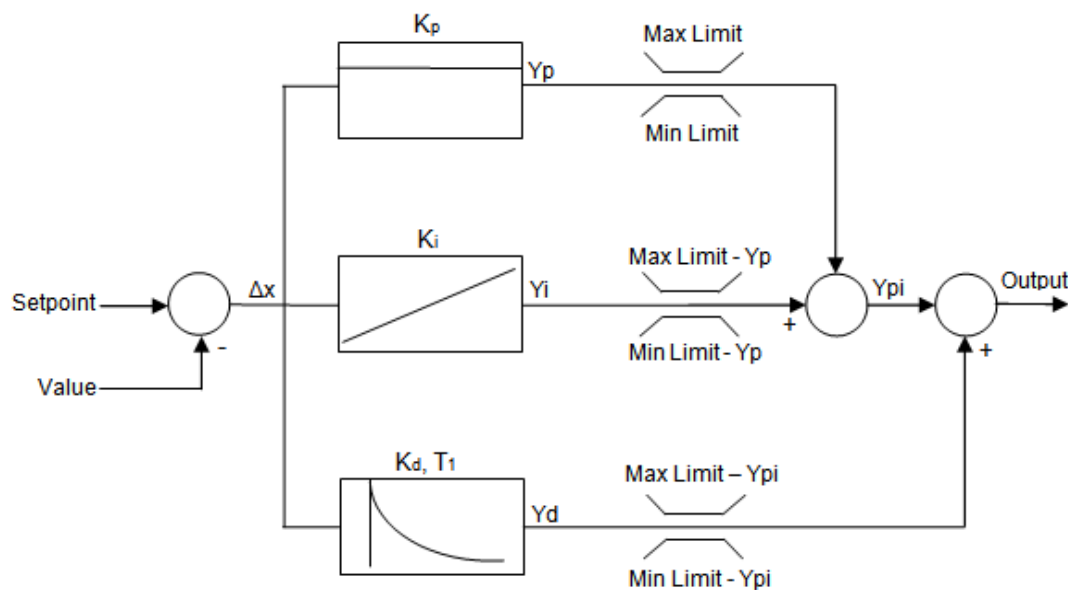 Kp
Yp
Max Limit
Min Limit
Ki
Yi
Max Limit - Yp
Min Limit - Yp
Setpoint
Value
-
Δx
+
Ypi
Output
+
Kd, T1
Yd
Max Limit – Ypi
Min Limit - Ypi